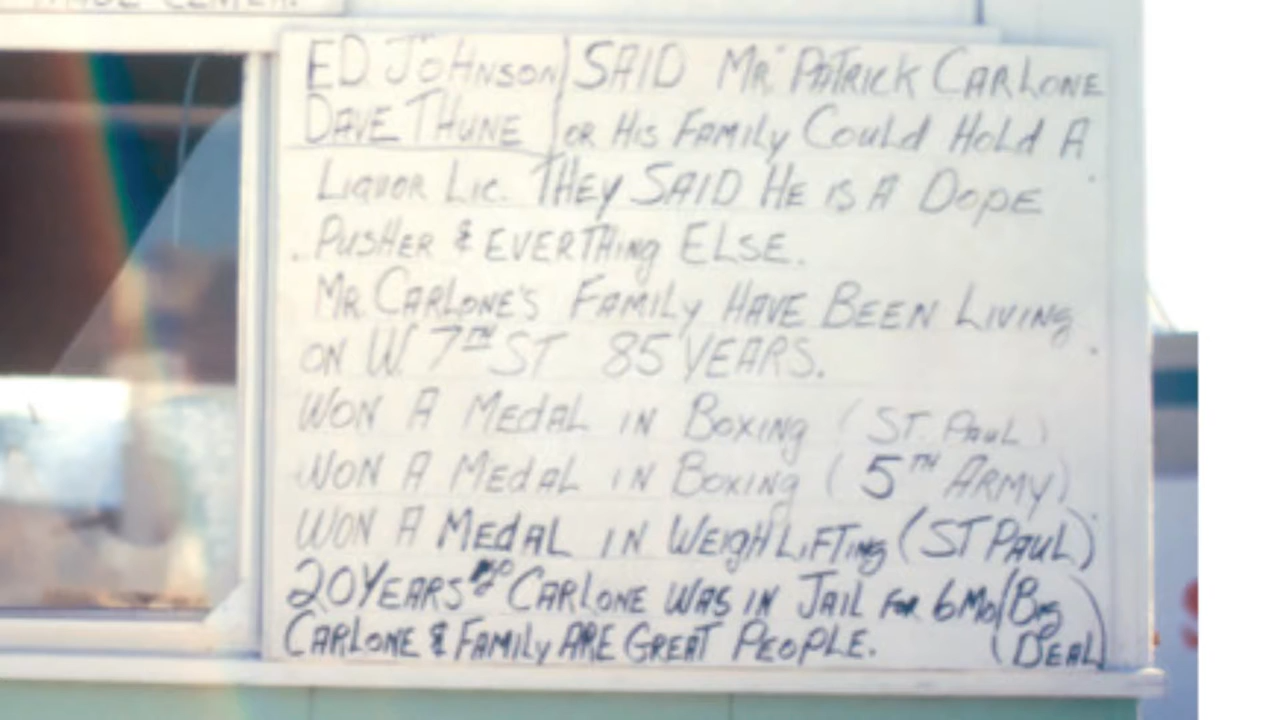 ED JOHNSON SAID MR. PATRICK CARLONE
DAVE THUNE OR HIS FAMILY COULD HOLD A
LIQUOR LIC. THEY SAID HE IS A DOPE
PUSHER & EVERTHING ELSE.
MR. CARLONE'S FAMILY HAVE BEEN LIVING
ON W. 7TH ST 85 YEARS.
WON A MEDAL IN BOXING (ST. PAUL)
WON A MEDAL IN BOXING (5TH ARMY)
WON A MEDAL IN WEIGHLIFTING (ST PAUL)
20 YEARS CARLONE WAS IN JAIL FOR 6 MO (BIG
CARLONE & FAMILY ARE GREAT PEOPLE. DEAL)